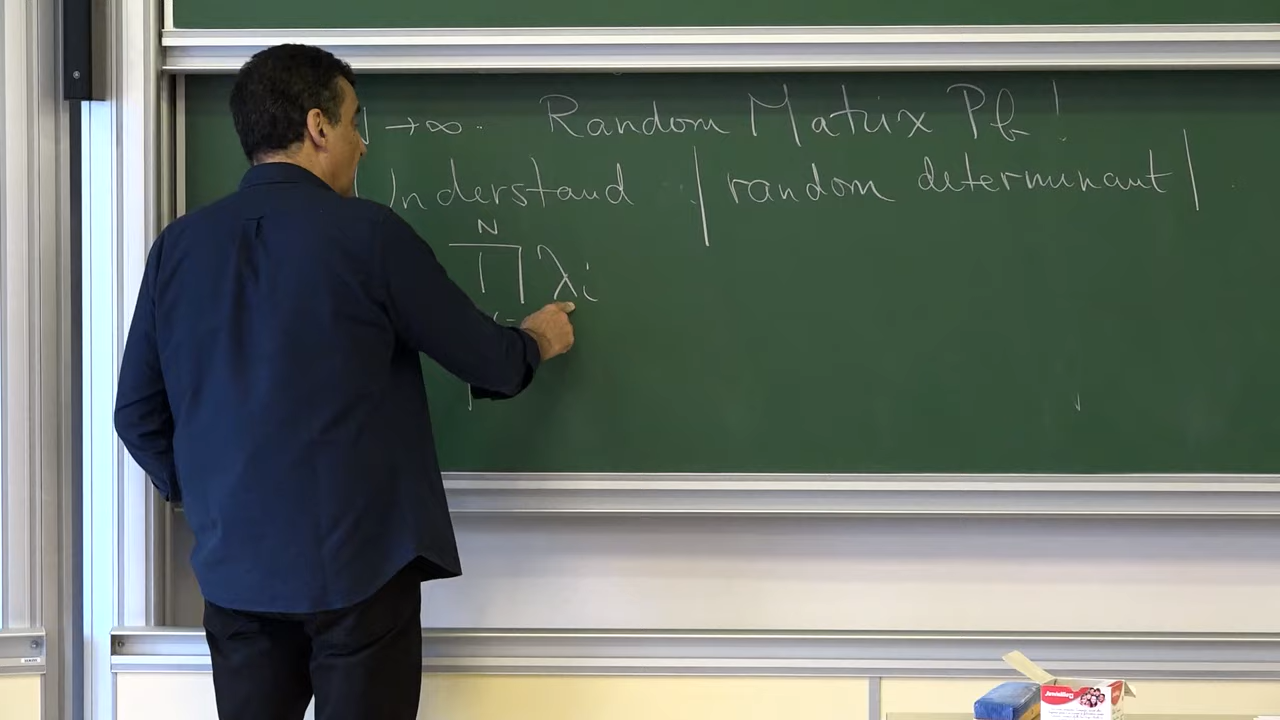 → ∞. Random Matrix Pb!
Understand | random determinant |
N
∏ λi